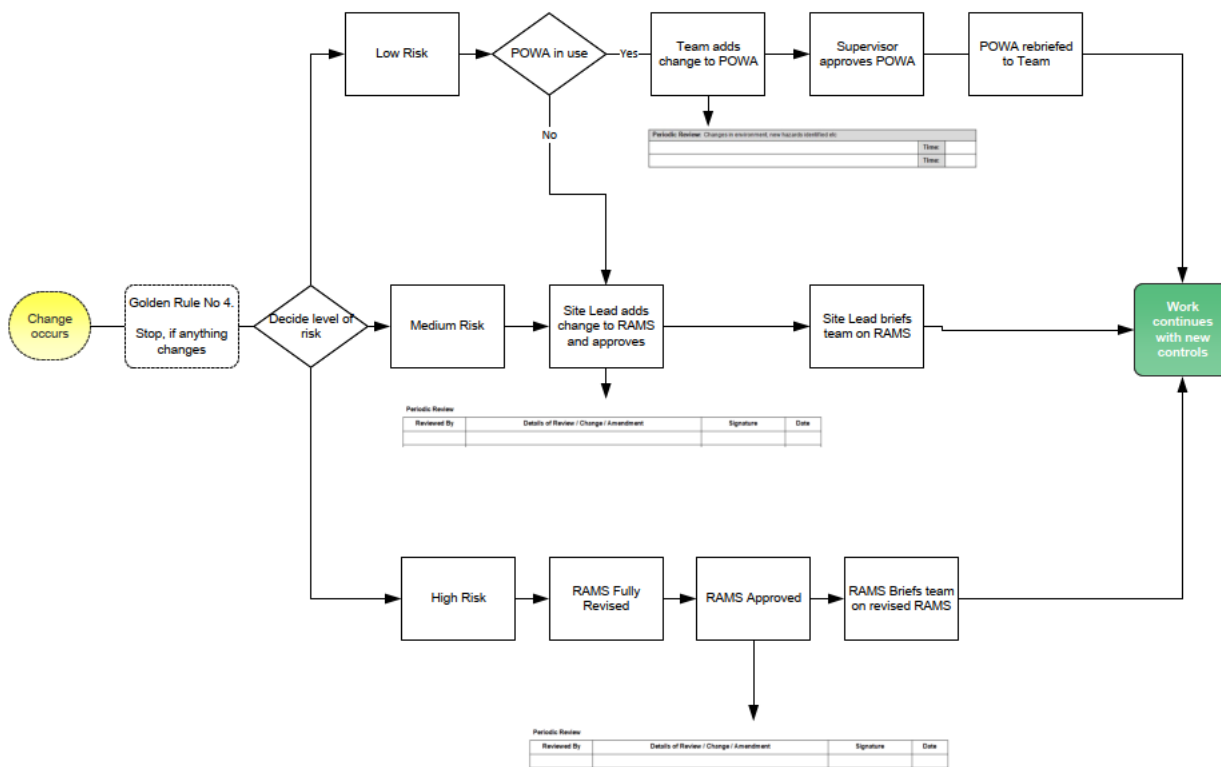 Low Risk
POWA in use
Yes
Team adds
change to POWA
Supervisor
approves POWA
POWA rebriefed
to Team
No
Periodic Review: Changes in environment, new hazards identified etc
Time:
Time:
Change
occurs
Golden Rule No 4.
Stop, if anything
changes
Decide level of
risk
Medium Risk
Site Lead adds
change to RAMS
and approves
Site Lead briefs
team on RAMS
Work
continues
with new
controls
Periodic Review
Reviewed By Details of Review / Change / Amendment Signature Date
High Risk
RAMS Fully
Revised
RAMS Approved
RAMS Briefs team
on revised RAMS
Periodic Review
Reviewed By Details of Review / Change / Amendment Signature Date